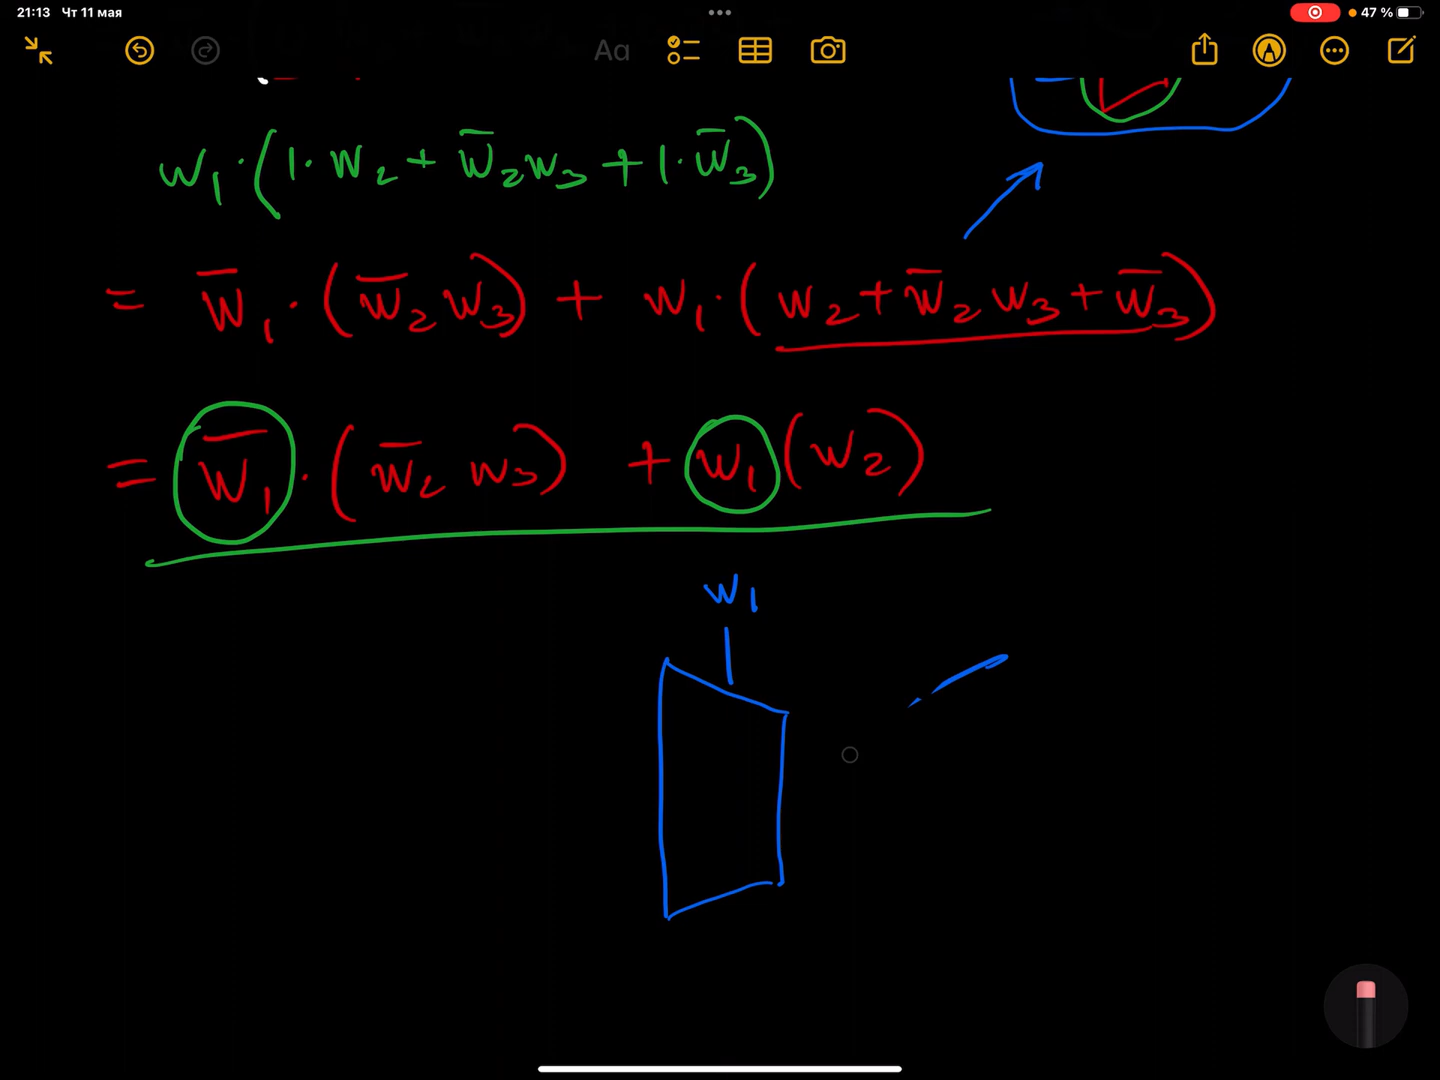 21:13 Чт 11 мая 47 %
Aa
w₁·(1·w₂ + w̅₂w₃ + 1·w̅₃)
= w̅₁·(w̅₂w₃) + w₁·(w₂ + w̅₂w₃ + w̅₃)
= w̅₁·(w̅₂w₃) + w₁(w₂)
w₁